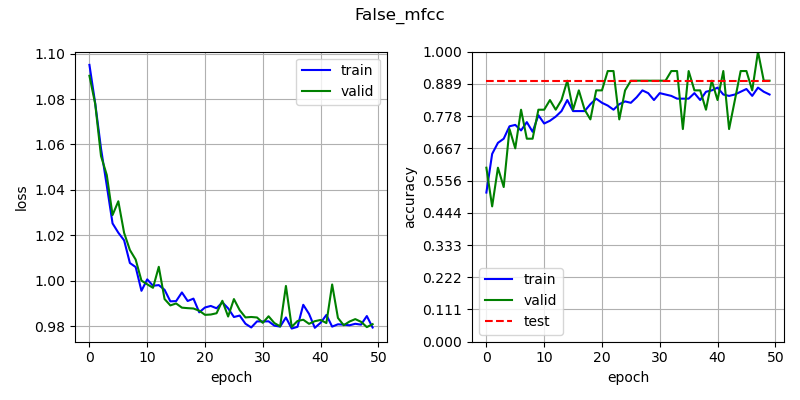 False_mfcc
1.10
1.08
1.06
1.04
1.02
1.00
0.98
loss
0 10 20 30 40 50
epoch
train
valid
1.000
0.889
0.778
0.667
0.556
0.444
0.333
0.222
0.111
0.000
accuracy
0 10 20 30 40 50
epoch
train
valid
test